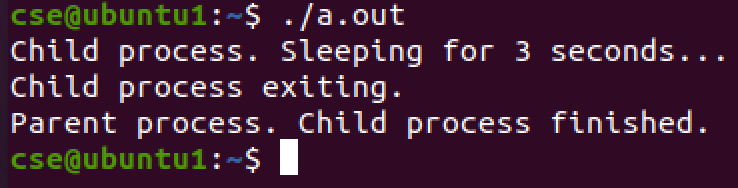 cse@ubuntu1:~$ ./a.out
Child process. Sleeping for 3 seconds...
Child process exiting.
Parent process. Child process finished.
cse@ubuntu1:~$